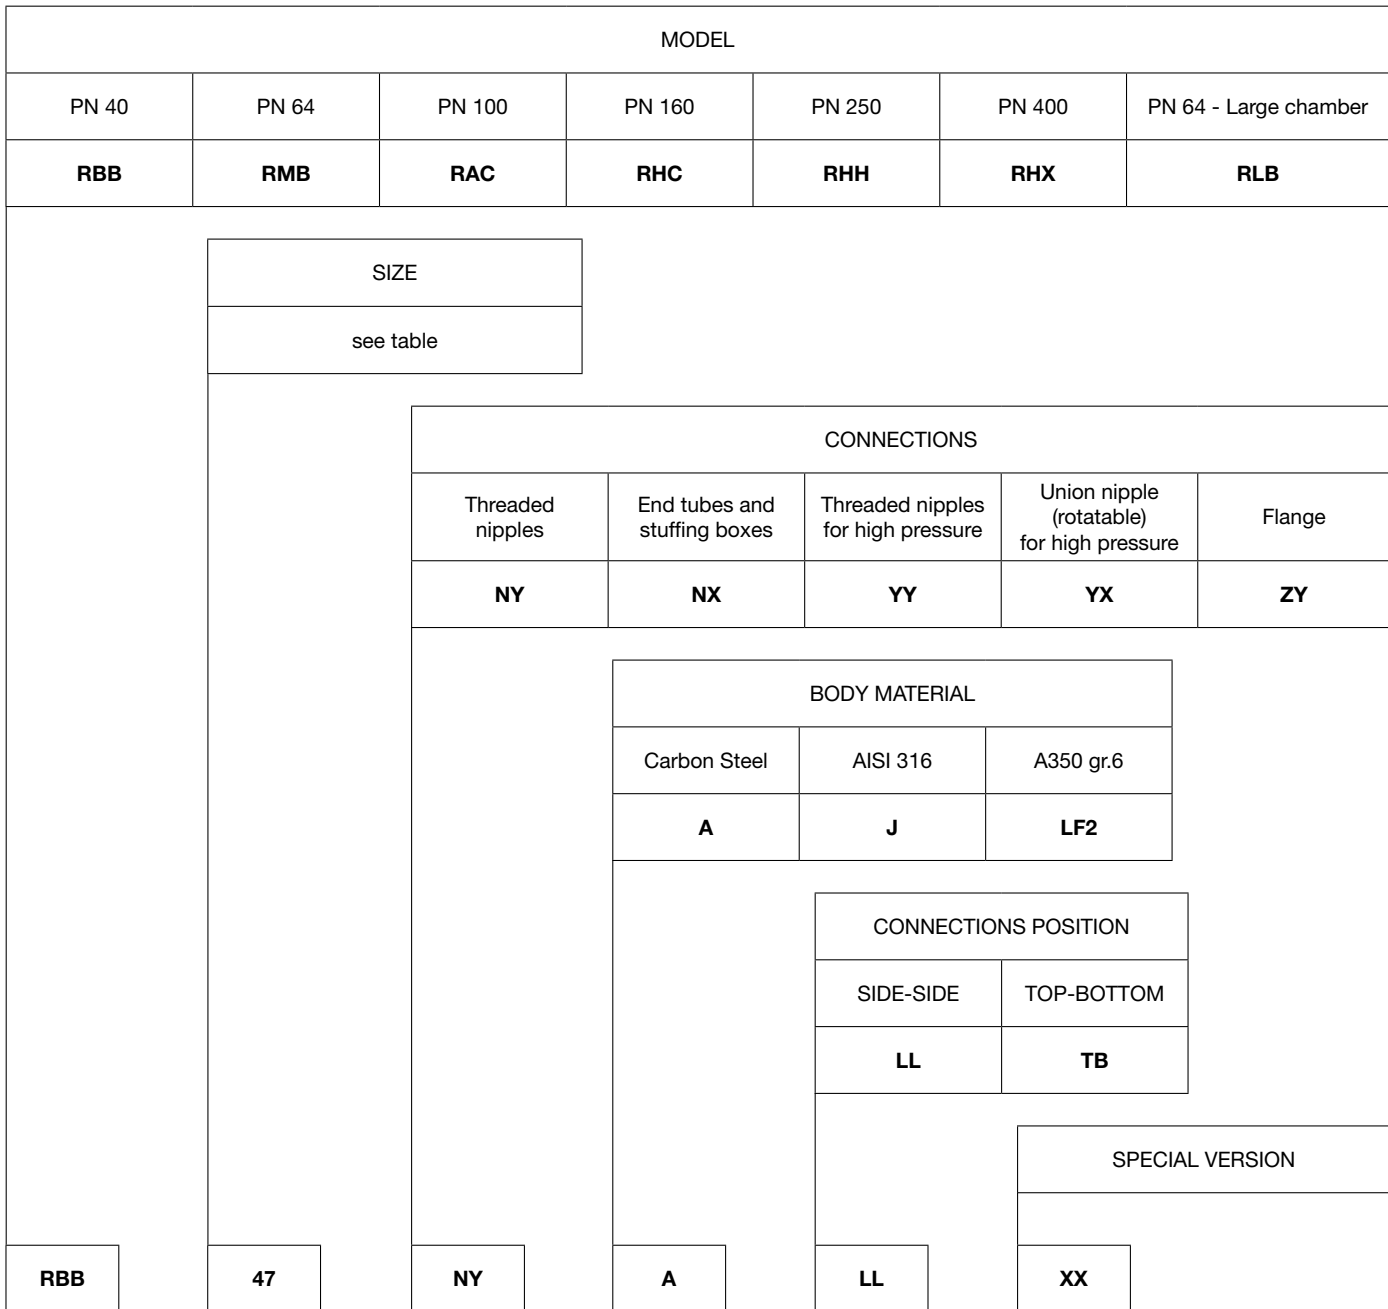 MODEL
PN 40 PN 64 PN 100 PN 160 PN 250 PN 400 PN 64 - Large chamber
RBB RMB RAC RHC RHH RHX RLB
SIZE
see table
CONNECTIONS
Threaded nipples
End tubes and stuffing boxes
Threaded nipples for high pressure
Union nipple (rotatable) for high pressure
Flange
NY NX YY YX ZY
BODY MATERIAL
Carbon Steel AISI 316 A350 gr.6
A J LF2
CONNECTIONS POSITION
SIDE-SIDE TOP-BOTTOM
LL TB
SPECIAL VERSION
RBB 47 NY A LL XX